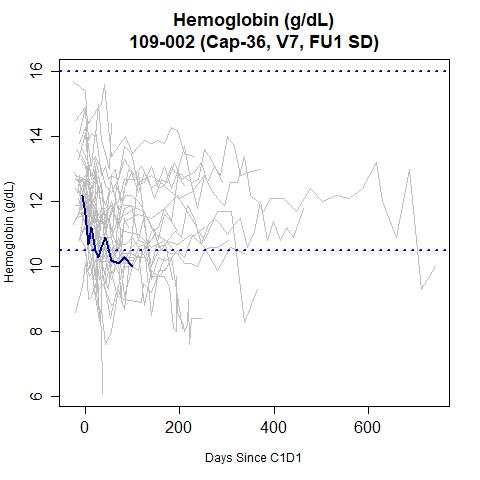 Hemoglobin (g/dL)
109-002 (Cap-36, V7, FU1 SD)
Hemoglobin (g/dL)
16
14
12
10
8
6
0
200
400
600
Days Since C1D1